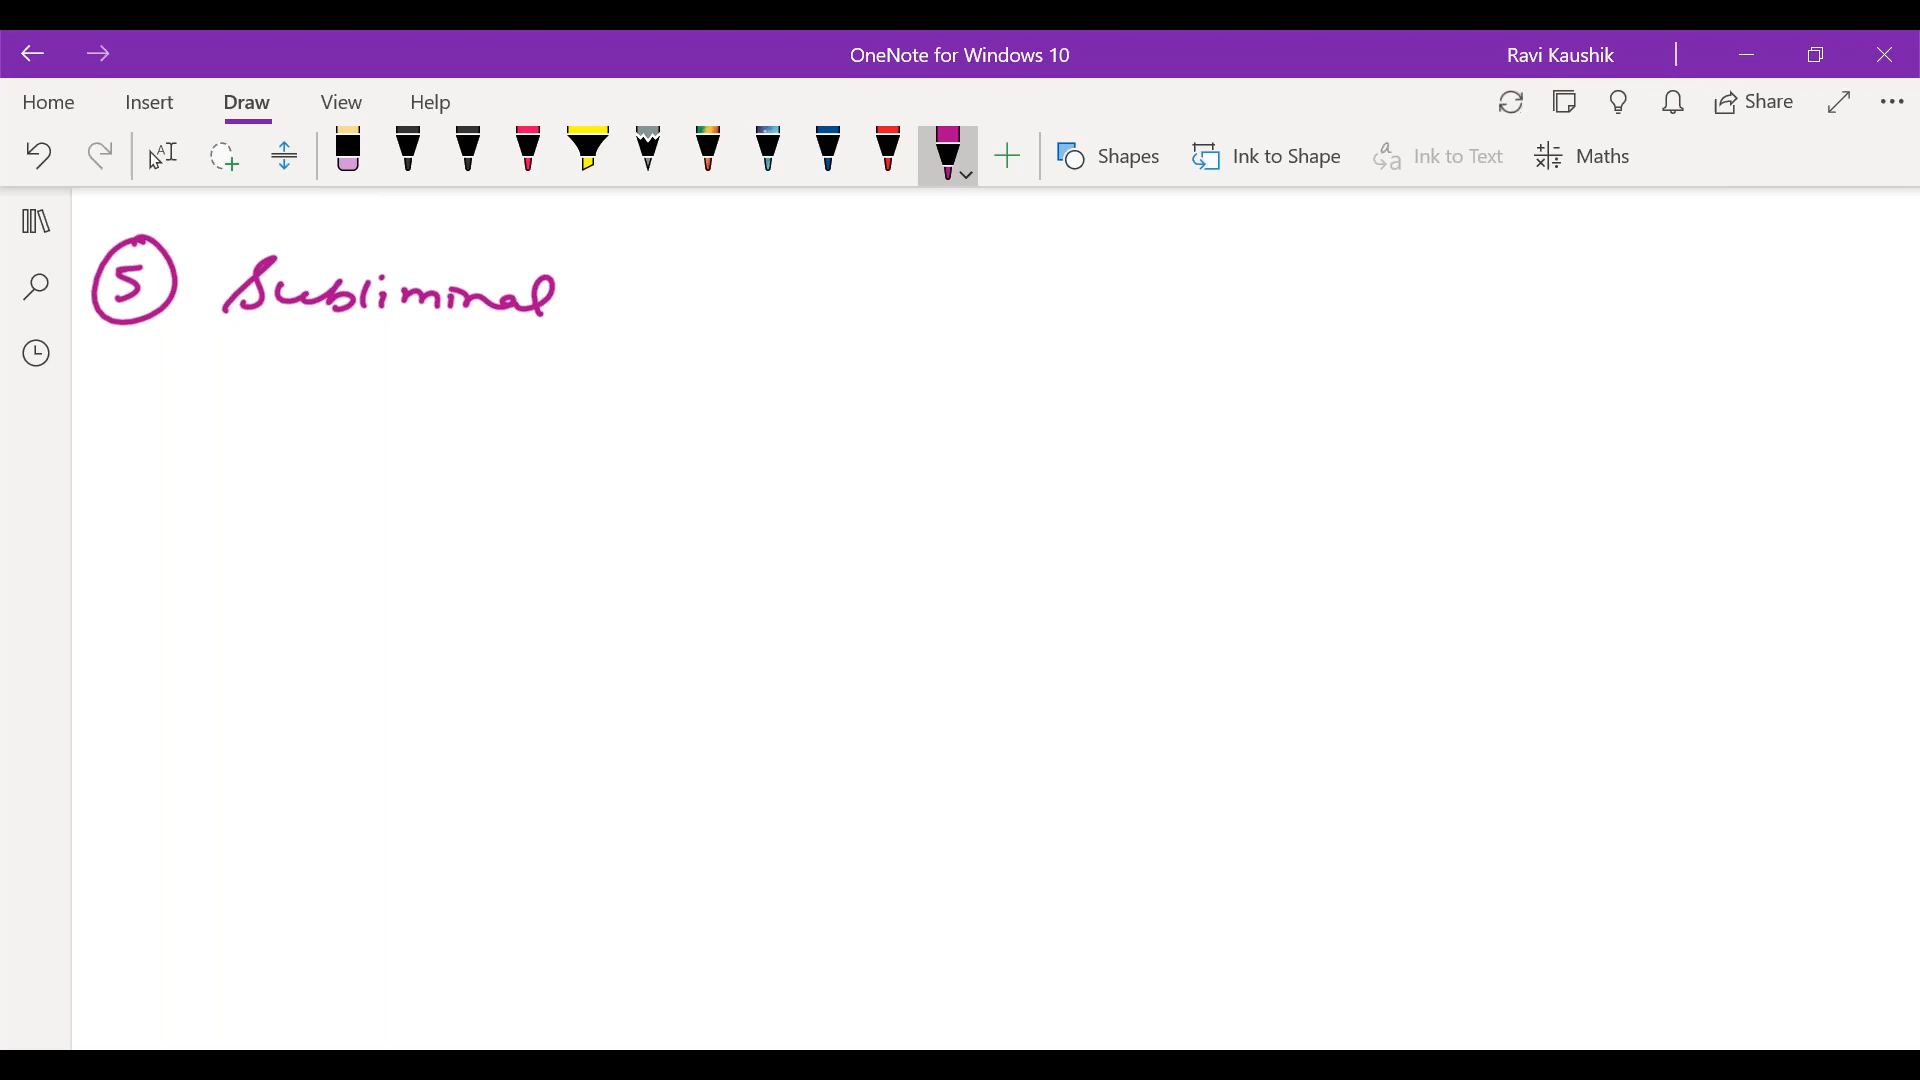 OneNote for Windows 10 Ravi Kaushik
Home Insert Draw View Help Share
Shapes Ink to Shape Ink to Text Maths
5 Subliminal